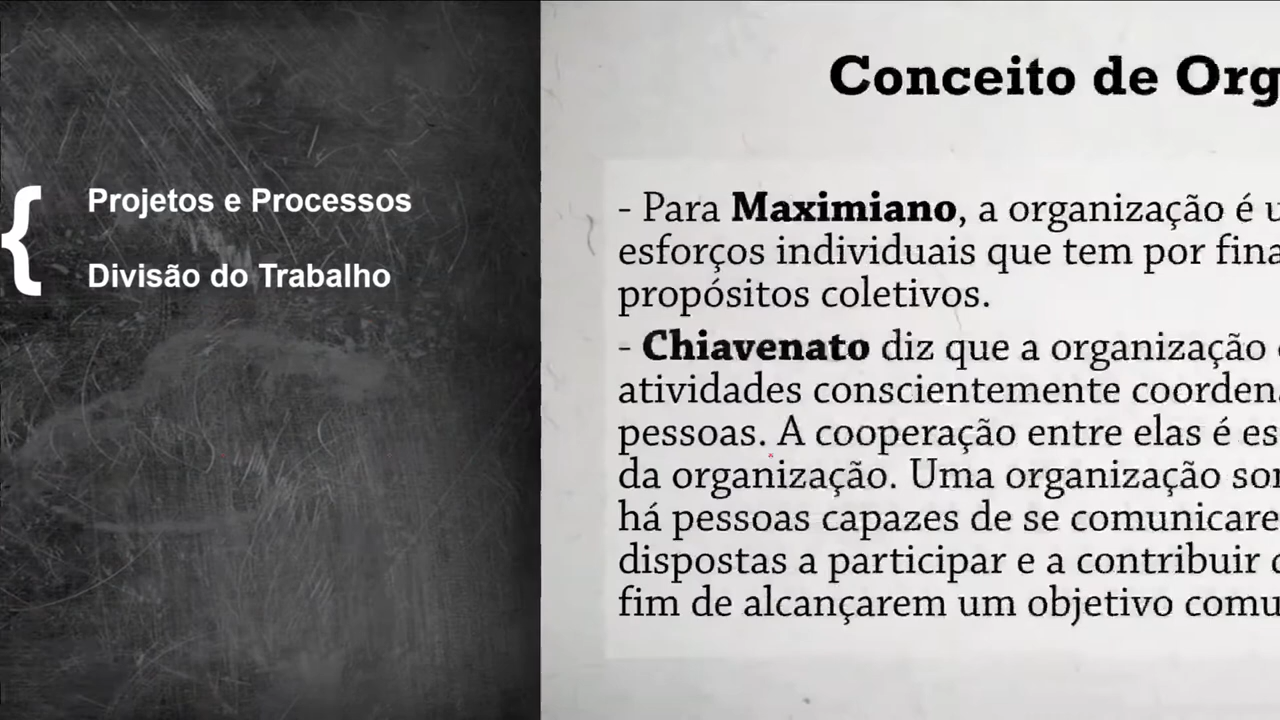 { Projetos e Processos
Divisão do Trabalho
Conceito de Org
- Para Maximiano, a organização é u
esforços individuais que tem por fina
propósitos coletivos.
- Chiavenato diz que a organização
atividades conscientemente coorden
pessoas. A cooperação entre elas é es
da organização. Uma organização so
há pessoas capazes de se comunicare
dispostas a participar e a contribuir
fim de alcançarem um objetivo comu